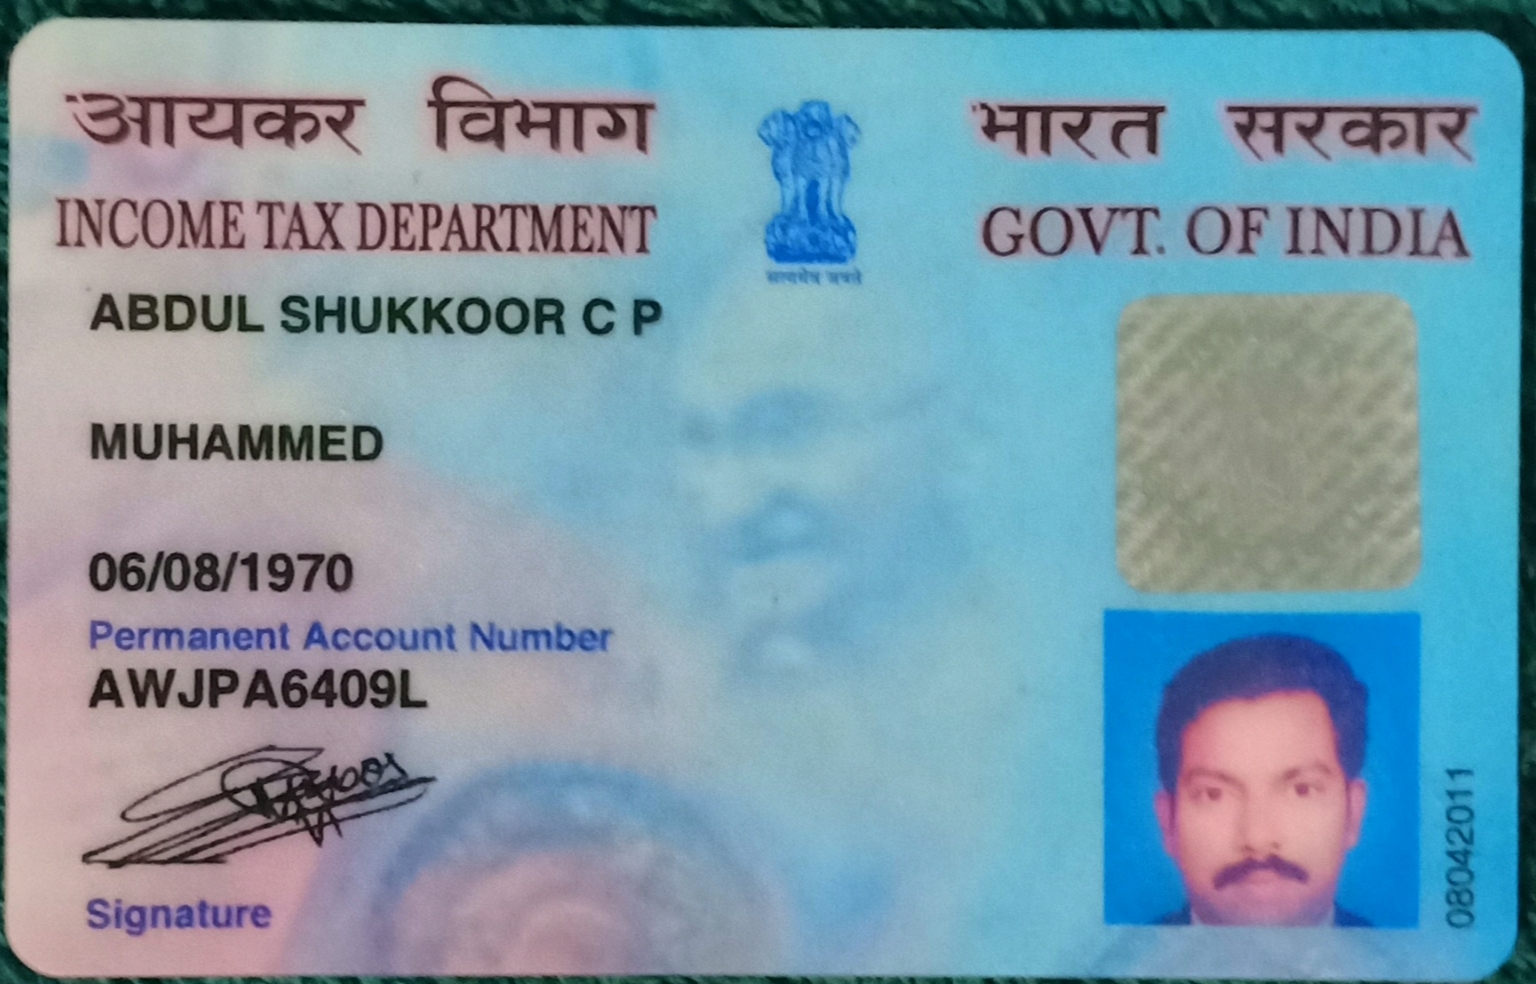 आयकर विभाग
भारत सरकार
INCOME TAX DEPARTMENT
GOVT. OF INDIA
सत्यमेव जयते
ABDUL SHUKKOOR C P
MUHAMMED
06/08/1970
Permanent Account Number
AWJPA6409L
Signature
08042011